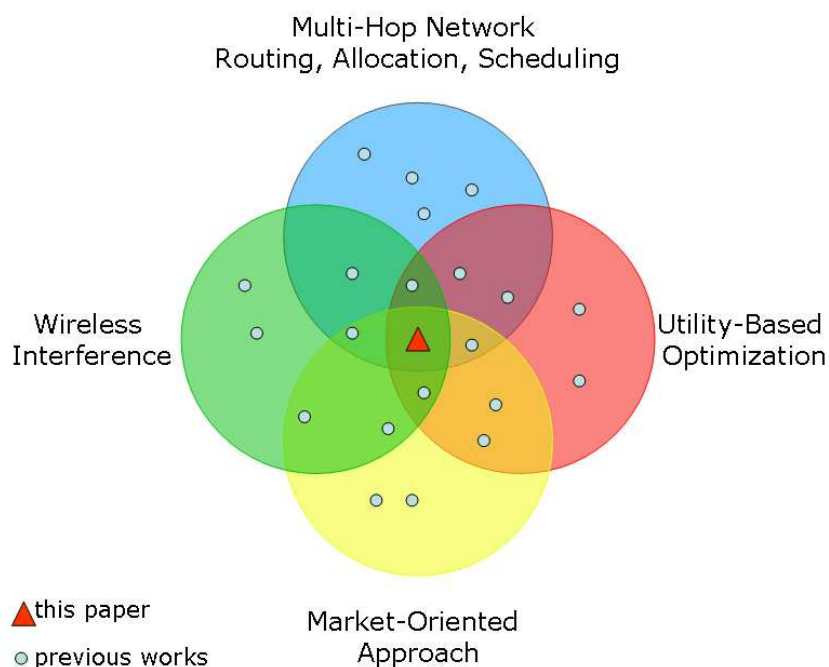 Multi-Hop Network
Routing, Allocation, Scheduling
Wireless
Interference
Utility-Based
Optimization
Market-Oriented
Approach
this paper
previous works